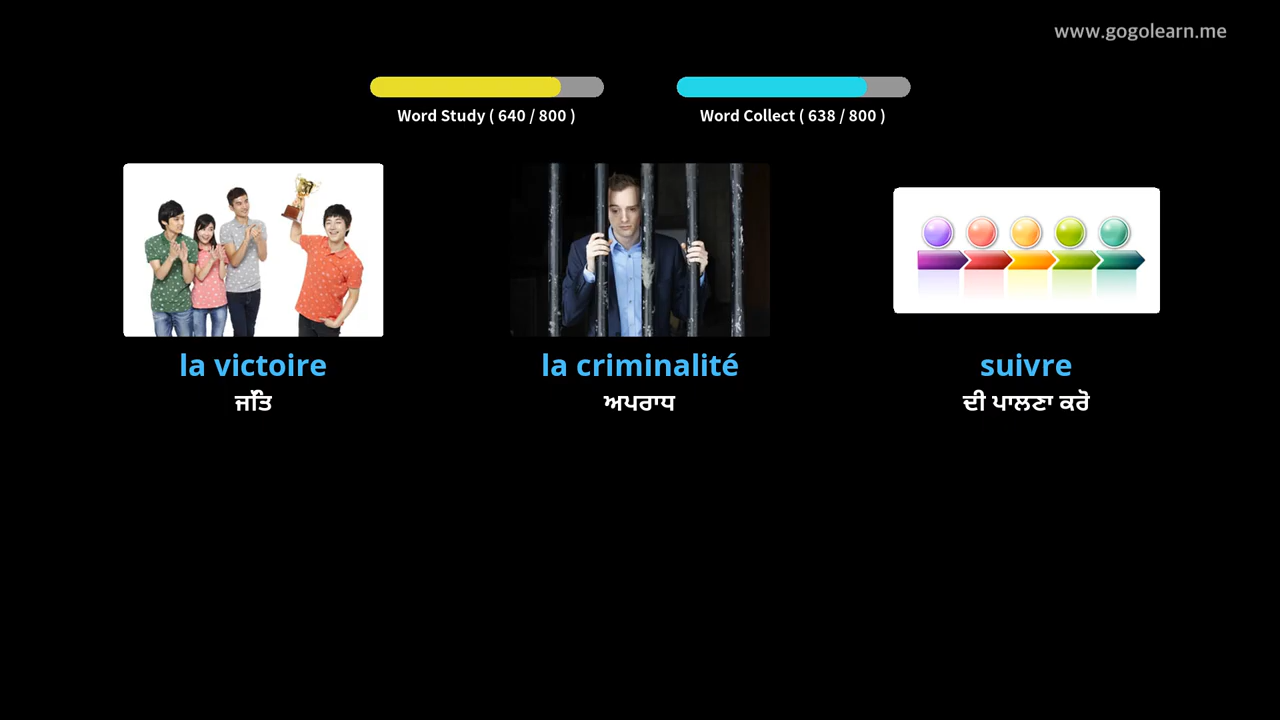 www.gogolearn.me
Word Study ( 640 / 800 )
Word Collect ( 638 / 800 )
la victoire
ਜਿੱਤ
la criminalité
ਅਪਰਾਧ
suivre
ਦੀ ਪਾਲਣਾ ਕਰੋ